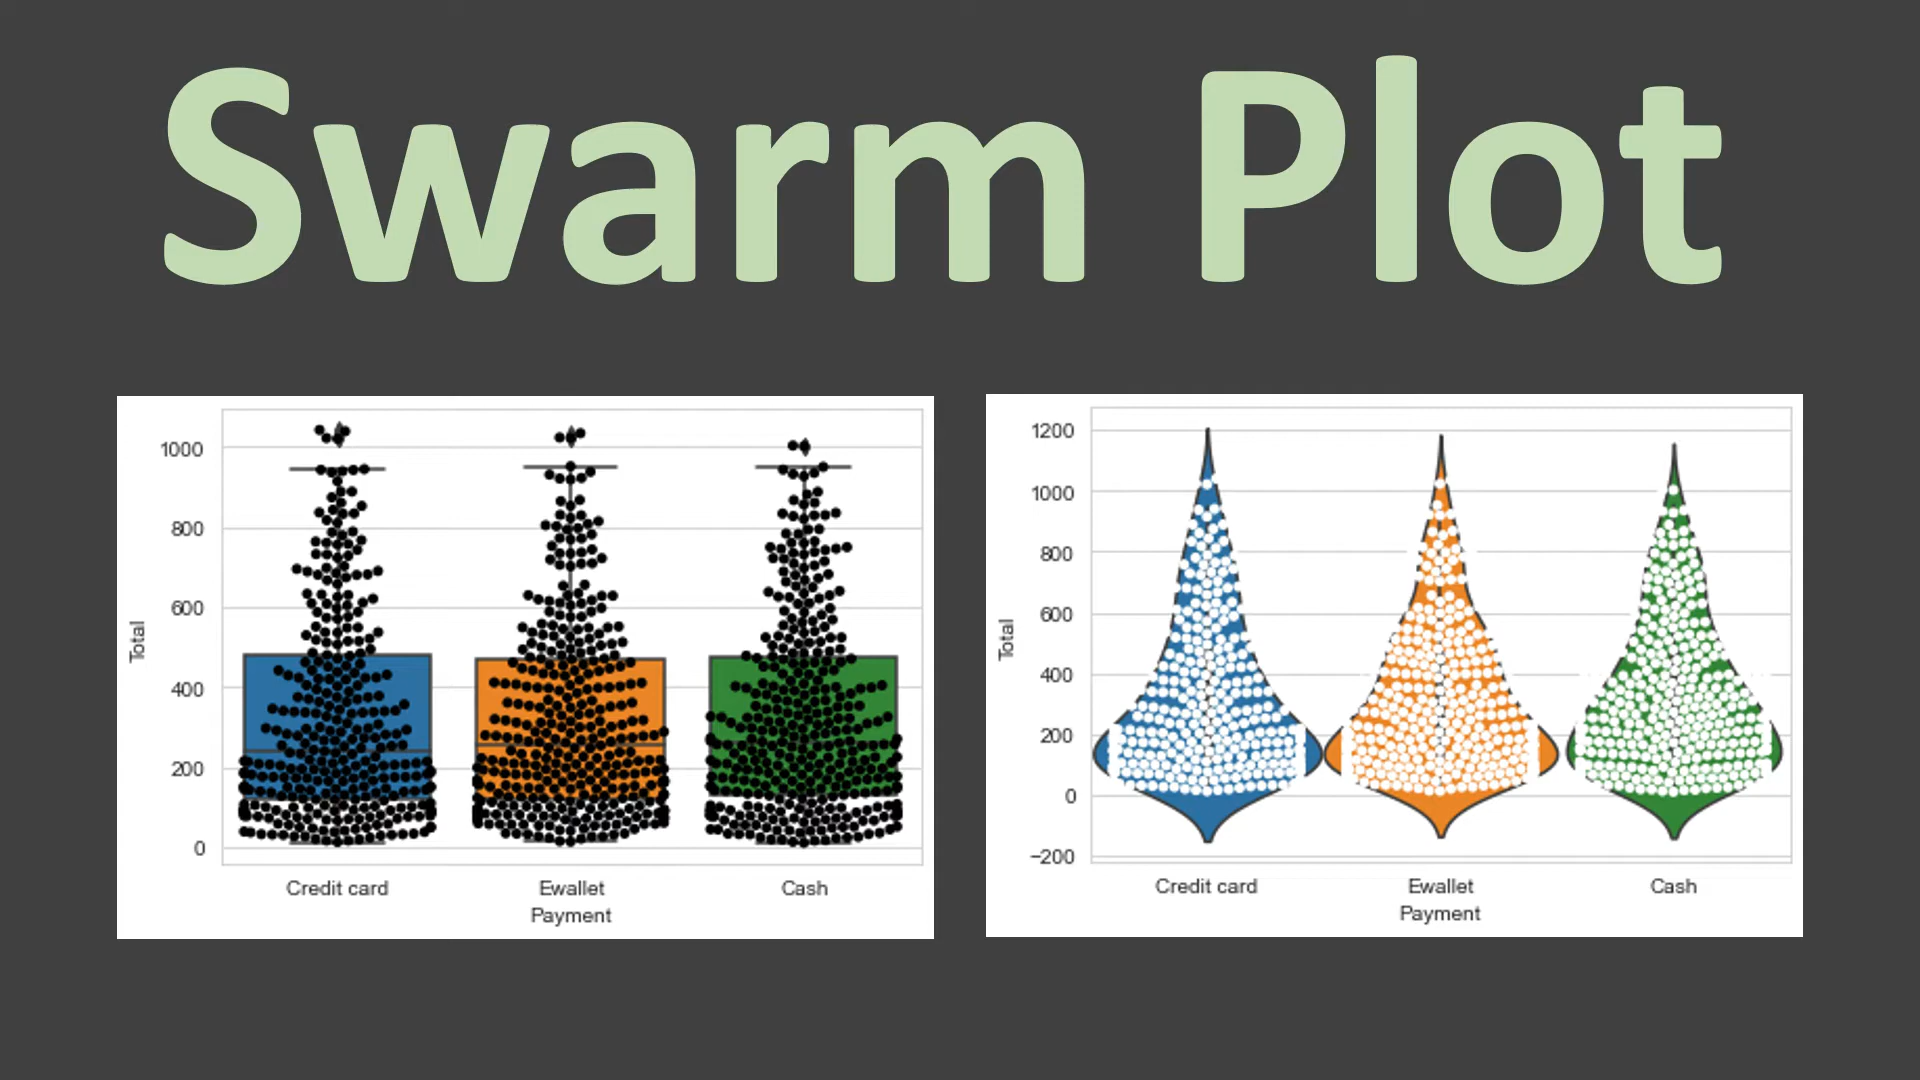 Swarm Plot
1000
800
600
400
200
0
Total
Credit card Ewallet Cash
Payment
1200
1000
800
600
400
200
0
−200
Total
Credit card Ewallet Cash
Payment